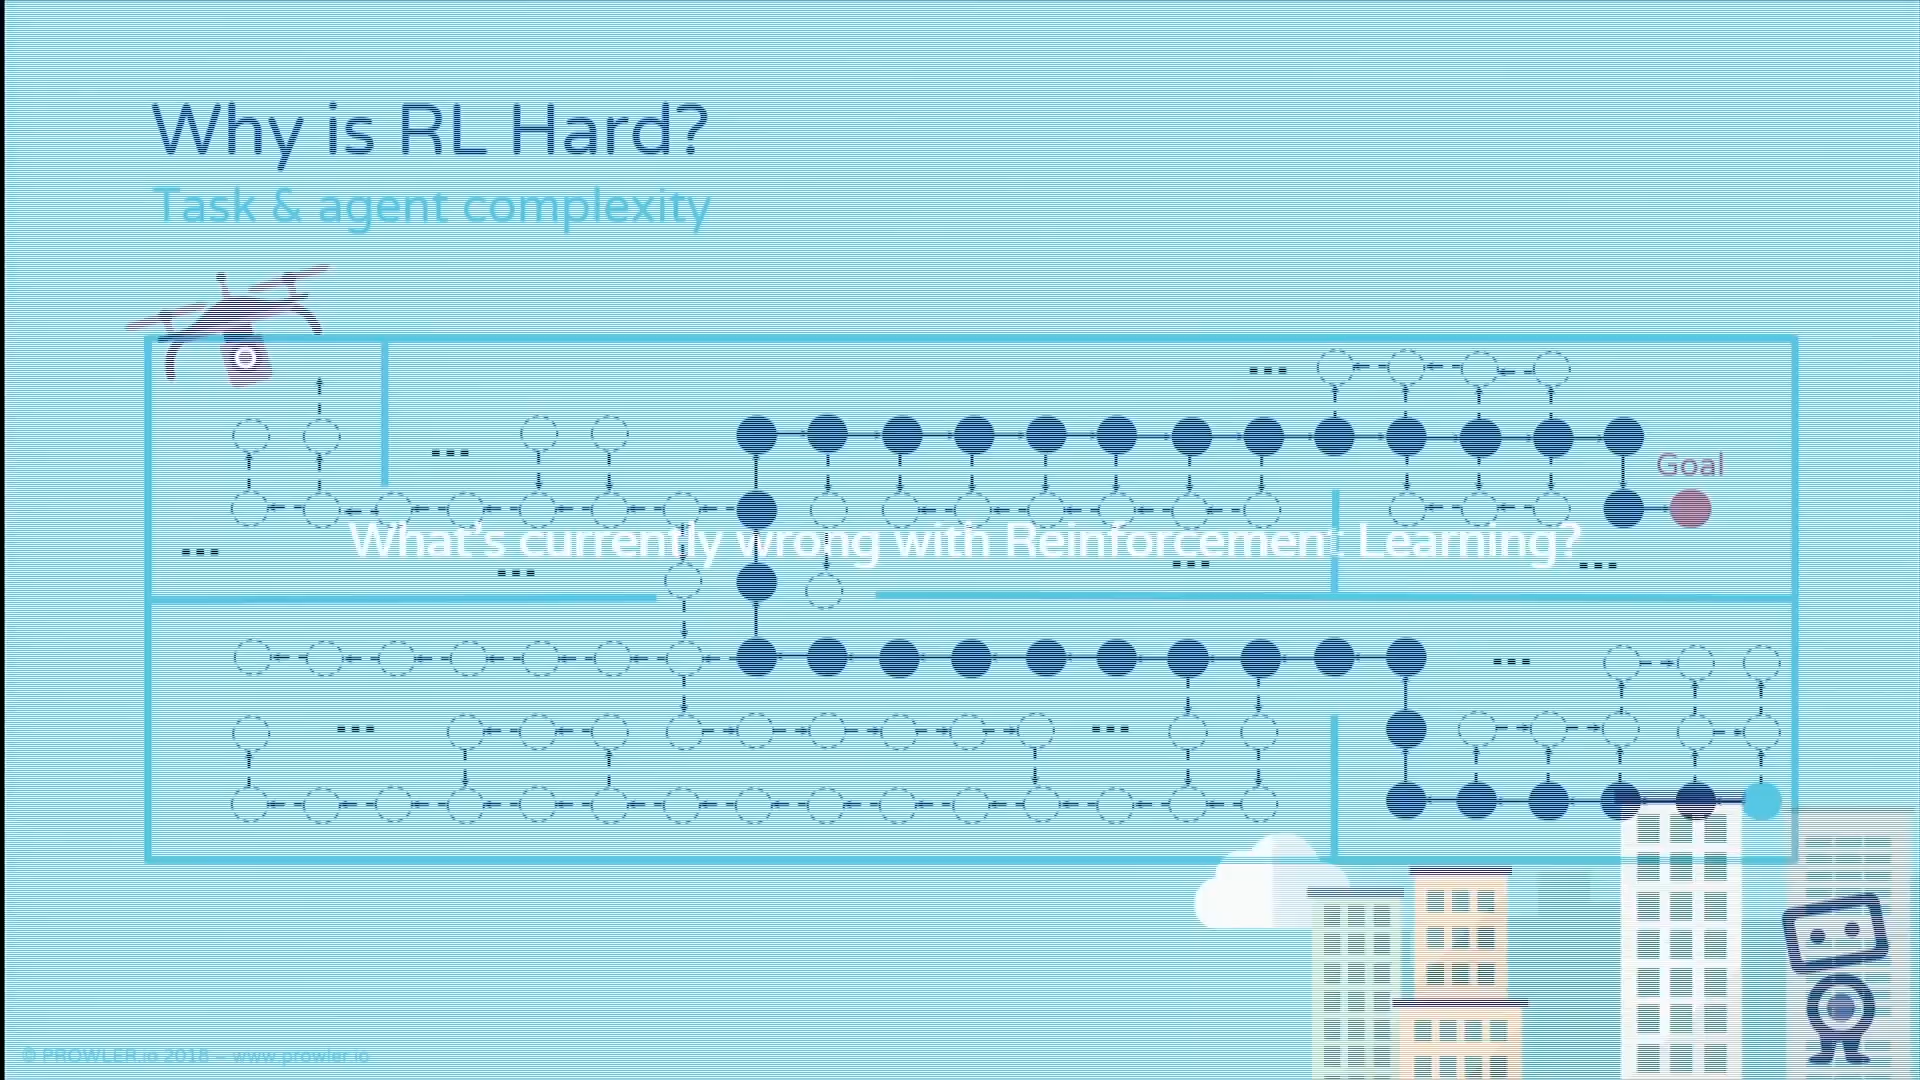 Why is RL Hard?
Task & agent complexity
Goal
What's currently wrong with Reinforcement Learning?
© PROWLER.io 2018 – www.prowler.io